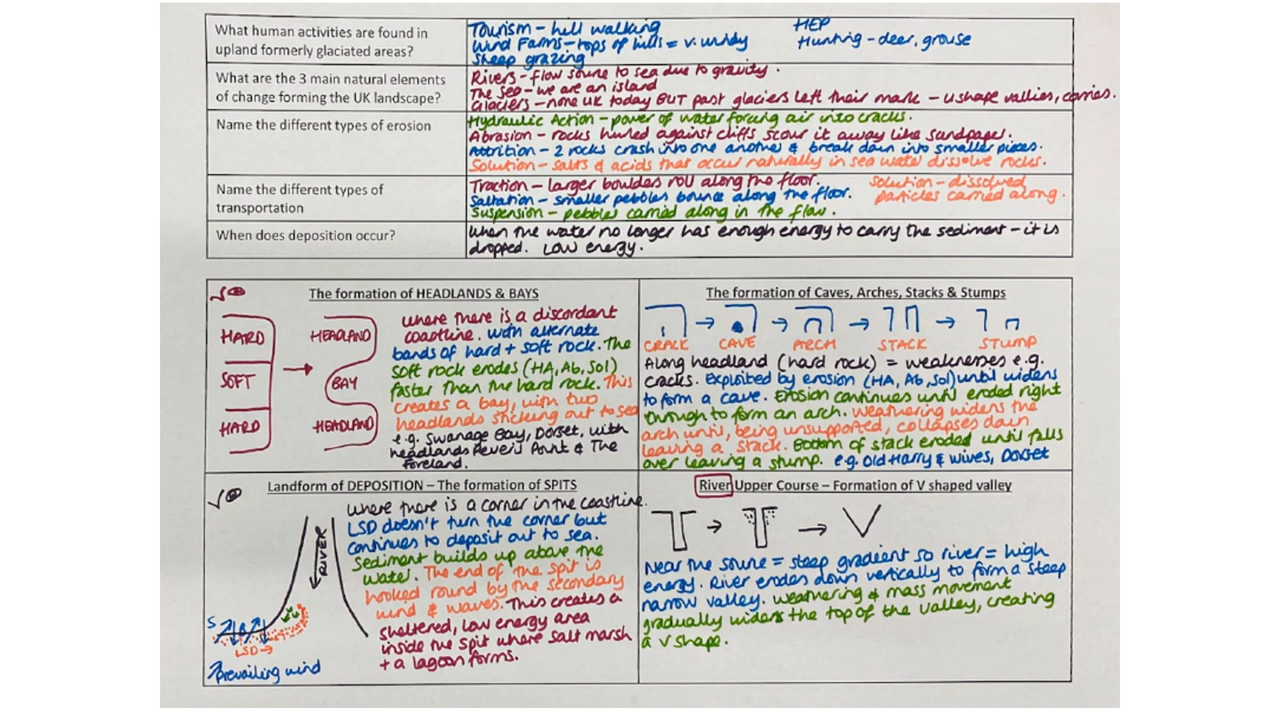 What human activities are found in
upland formerly glaciated areas?
Tourism - hill walking
Wind Farms - tops of hills = v. windy
Sheep grazing
HEP
Hunting - deer, grouse
What are the 3 main natural elements
of change forming the UK landscape?
Rivers - flow source to sea due to gravity.
The Sea - we are an island
Glaciers - none UK today BUT past glaciers left their mark - u shape vallies, corries.
Name the different types of erosion
Hydraulic Action - power of water forcing air into cracks.
Abrasion - rocks hurled against cliffs scour it away like sandpaper.
Attrition - 2 rocks crash into one another & break down into smaller pieces.
Solution - salts & acids that occur naturally in sea water dissolve rocks.
Name the different types of
transportation
Traction - larger boulders roll along the floor.
Saltation - smaller pebbles bounce along the floor.
Suspension - pebbles carried along in the flow.
Solution - dissolved
particles carried along.
When does deposition occur?
When the water no longer has enough energy to carry the sediment - it is
dropped. LOW energy.
The formation of HEADLANDS & BAYS
HARD
SOFT
HARD
HEADLAND
BAY
HEADLAND
where there is a discordant
coastline. with alternate
bands of hard + soft rock. The
soft rock erodes (HA, Ab, Sol)
faster than the hard rock. This
creates a bay, with two
headlands sticking out to sea
e.g. Swanage Bay, Dorset, with
headlands Peveril Point & The
Foreland.
The formation of Caves, Arches, Stacks & Stumps
CRACK CAVE ARCH STACK STUMP
Along headland (hard rock) = weaknesses e.g.
cracks. Exploited by erosion (HA, Ab, Sol) until widens
to form a cave. Erosion continues until eroded right
through to form an arch. Weathering widens the
arch until, being unsupported, collapses down
leaving a stack. Bottom of stack eroded until falls
over leaving a stump. e.g. Old Harry & wives, Dorset
Landform of DEPOSITION – The formation of SPITS
RIVER
S
LSD →
Prevailing wind
where there is a corner in the coastline.
LSD doesn't turn the corner but
continues to deposit out to sea.
Sediment builds up above the
water. The end of the spit is
hooked round by the secondary
wind & waves. This creates a
sheltered, low energy area
inside the spit where salt marsh
+ a lagoon forms.
River Upper Course – Formation of V shaped valley
Near the source = steep gradient so river = high
energy. River erodes down vertically to form a steep
narrow valley. weathering & mass movement
gradually widens the top of the valley, creating
a V shape.